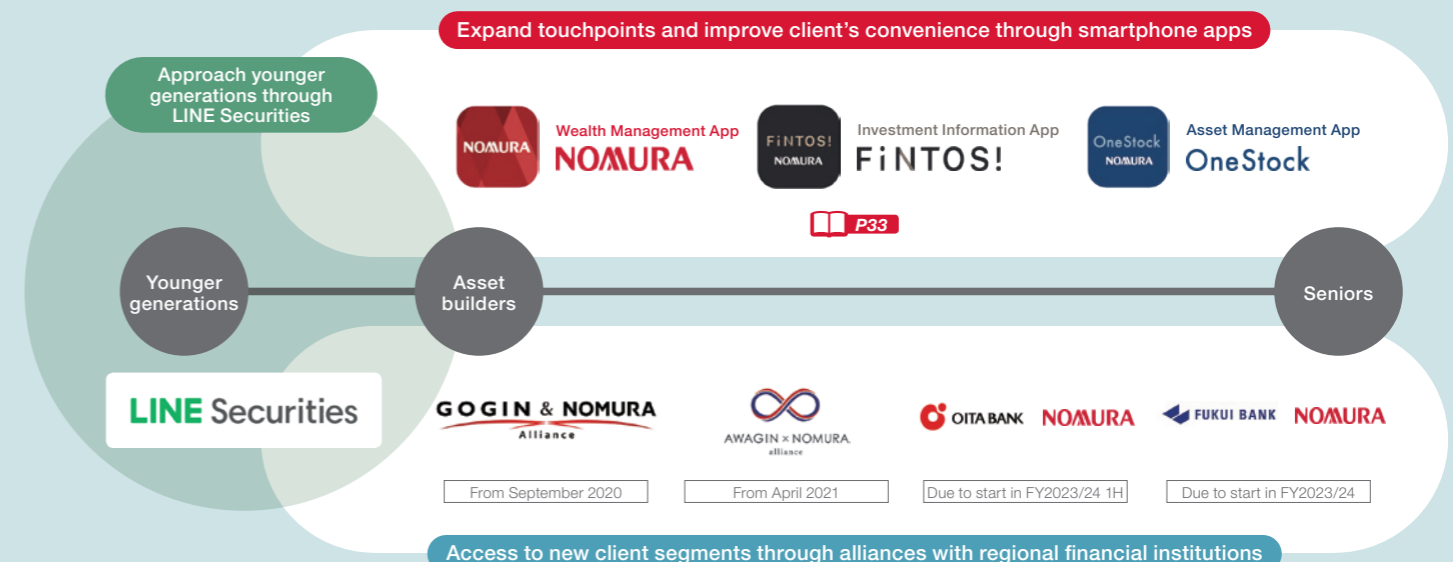 Expand touchpoints and improve client's convenience through smartphone apps
Approach younger
generations through
LINE Securities
NOMURA
Wealth Management App
NOMURA
FiNTOS!
NOMURA
Investment Information App
FiNTOS!
OneStock
NOMURA
Asset Management App
OneStock
P33
Younger
generations
Asset
builders
Seniors
LINE Securities
GOGIN & NOMURA
Alliance
AWAGIN × NOMURA
alliance
OITA BANK NOMURA
FUKUI BANK NOMURA
From September 2020
From April 2021
Due to start in FY2023/24 1H
Due to start in FY2023/24
Access to new client segments through alliances with regional financial institutions